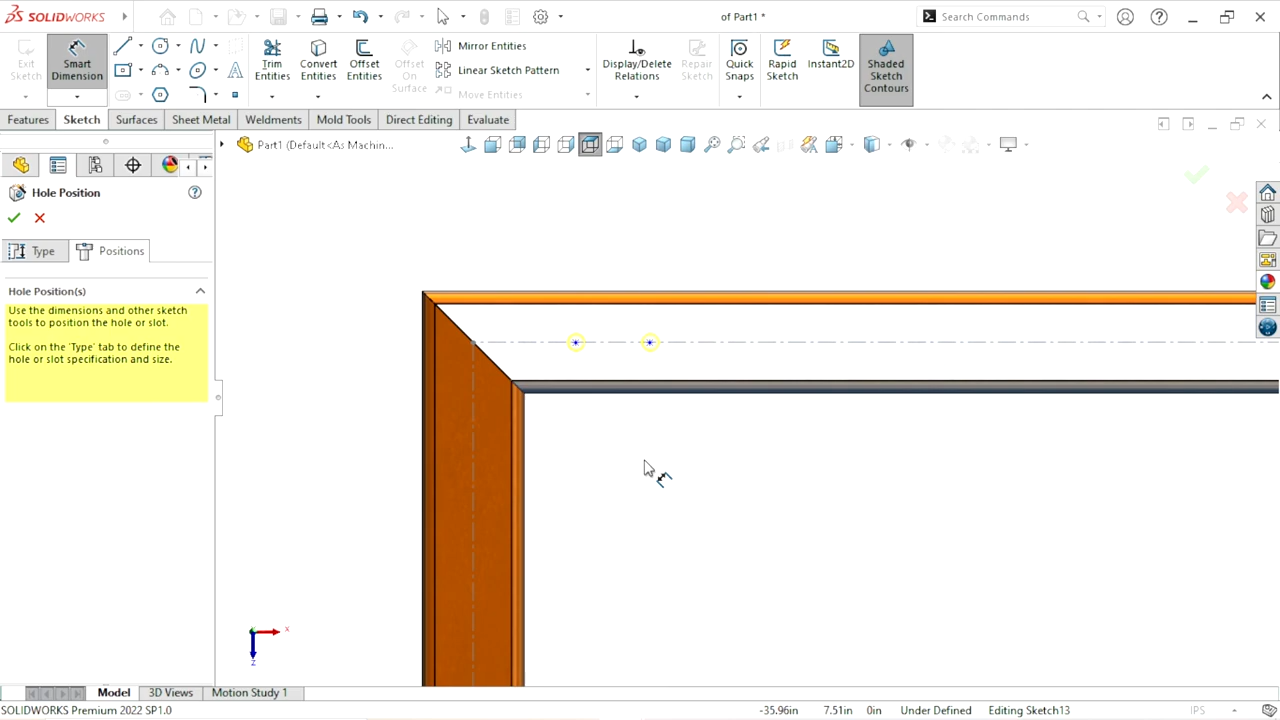 SOLIDWORKS
of Part1 *
Search Commands
Exit Sketch
Smart Dimension
Trim Entities
Convert Entities
Offset Entities
Offset On Surface
Mirror Entities
Linear Sketch Pattern
Move Entities
Display/Delete Relations
Repair Sketch
Quick Snaps
Rapid Sketch
Instant2D
Shaded Sketch Contours
Features
Sketch
Surfaces
Sheet Metal
Weldments
Mold Tools
Direct Editing
Evaluate
Part1 (Default<As Machin...
Hole Position
Type
Positions
Hole Position(s)
Use the dimensions and other sketch
tools to position the hole or slot.
Click on the 'Type' tab to define the
hole or slot specification and size.
X
Z
Model
3D Views
Motion Study 1
SOLIDWORKS Premium 2022 SP1.0
-35.96in
7.51in
0in
Under Defined
Editing Sketch13
IPS